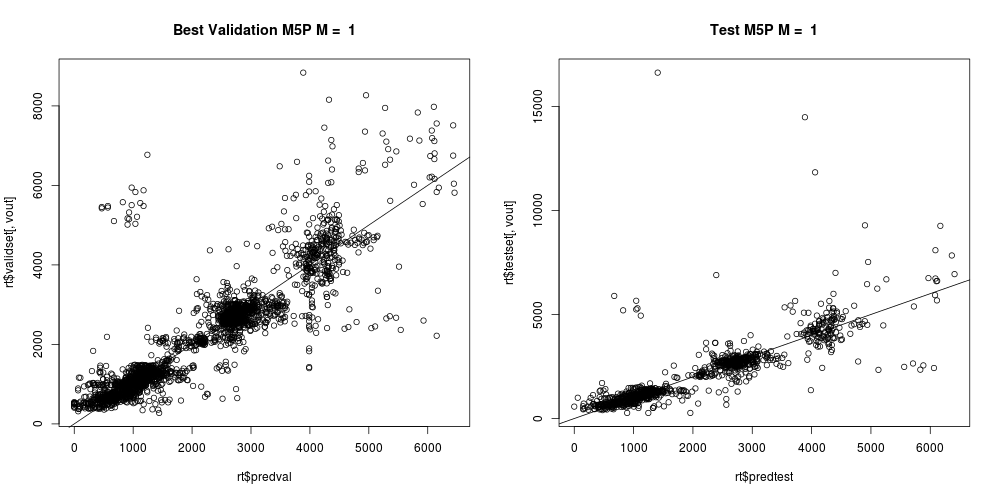 Best Validation M5P M = 1
rt$validset[, vout]
8000
6000
4000
2000
0
0 1000 2000 3000 4000 5000 6000
rt$predval
Test M5P M = 1
rt$testset[, vout]
15000
10000
5000
0
0 1000 2000 3000 4000 5000 6000
rt$predtest